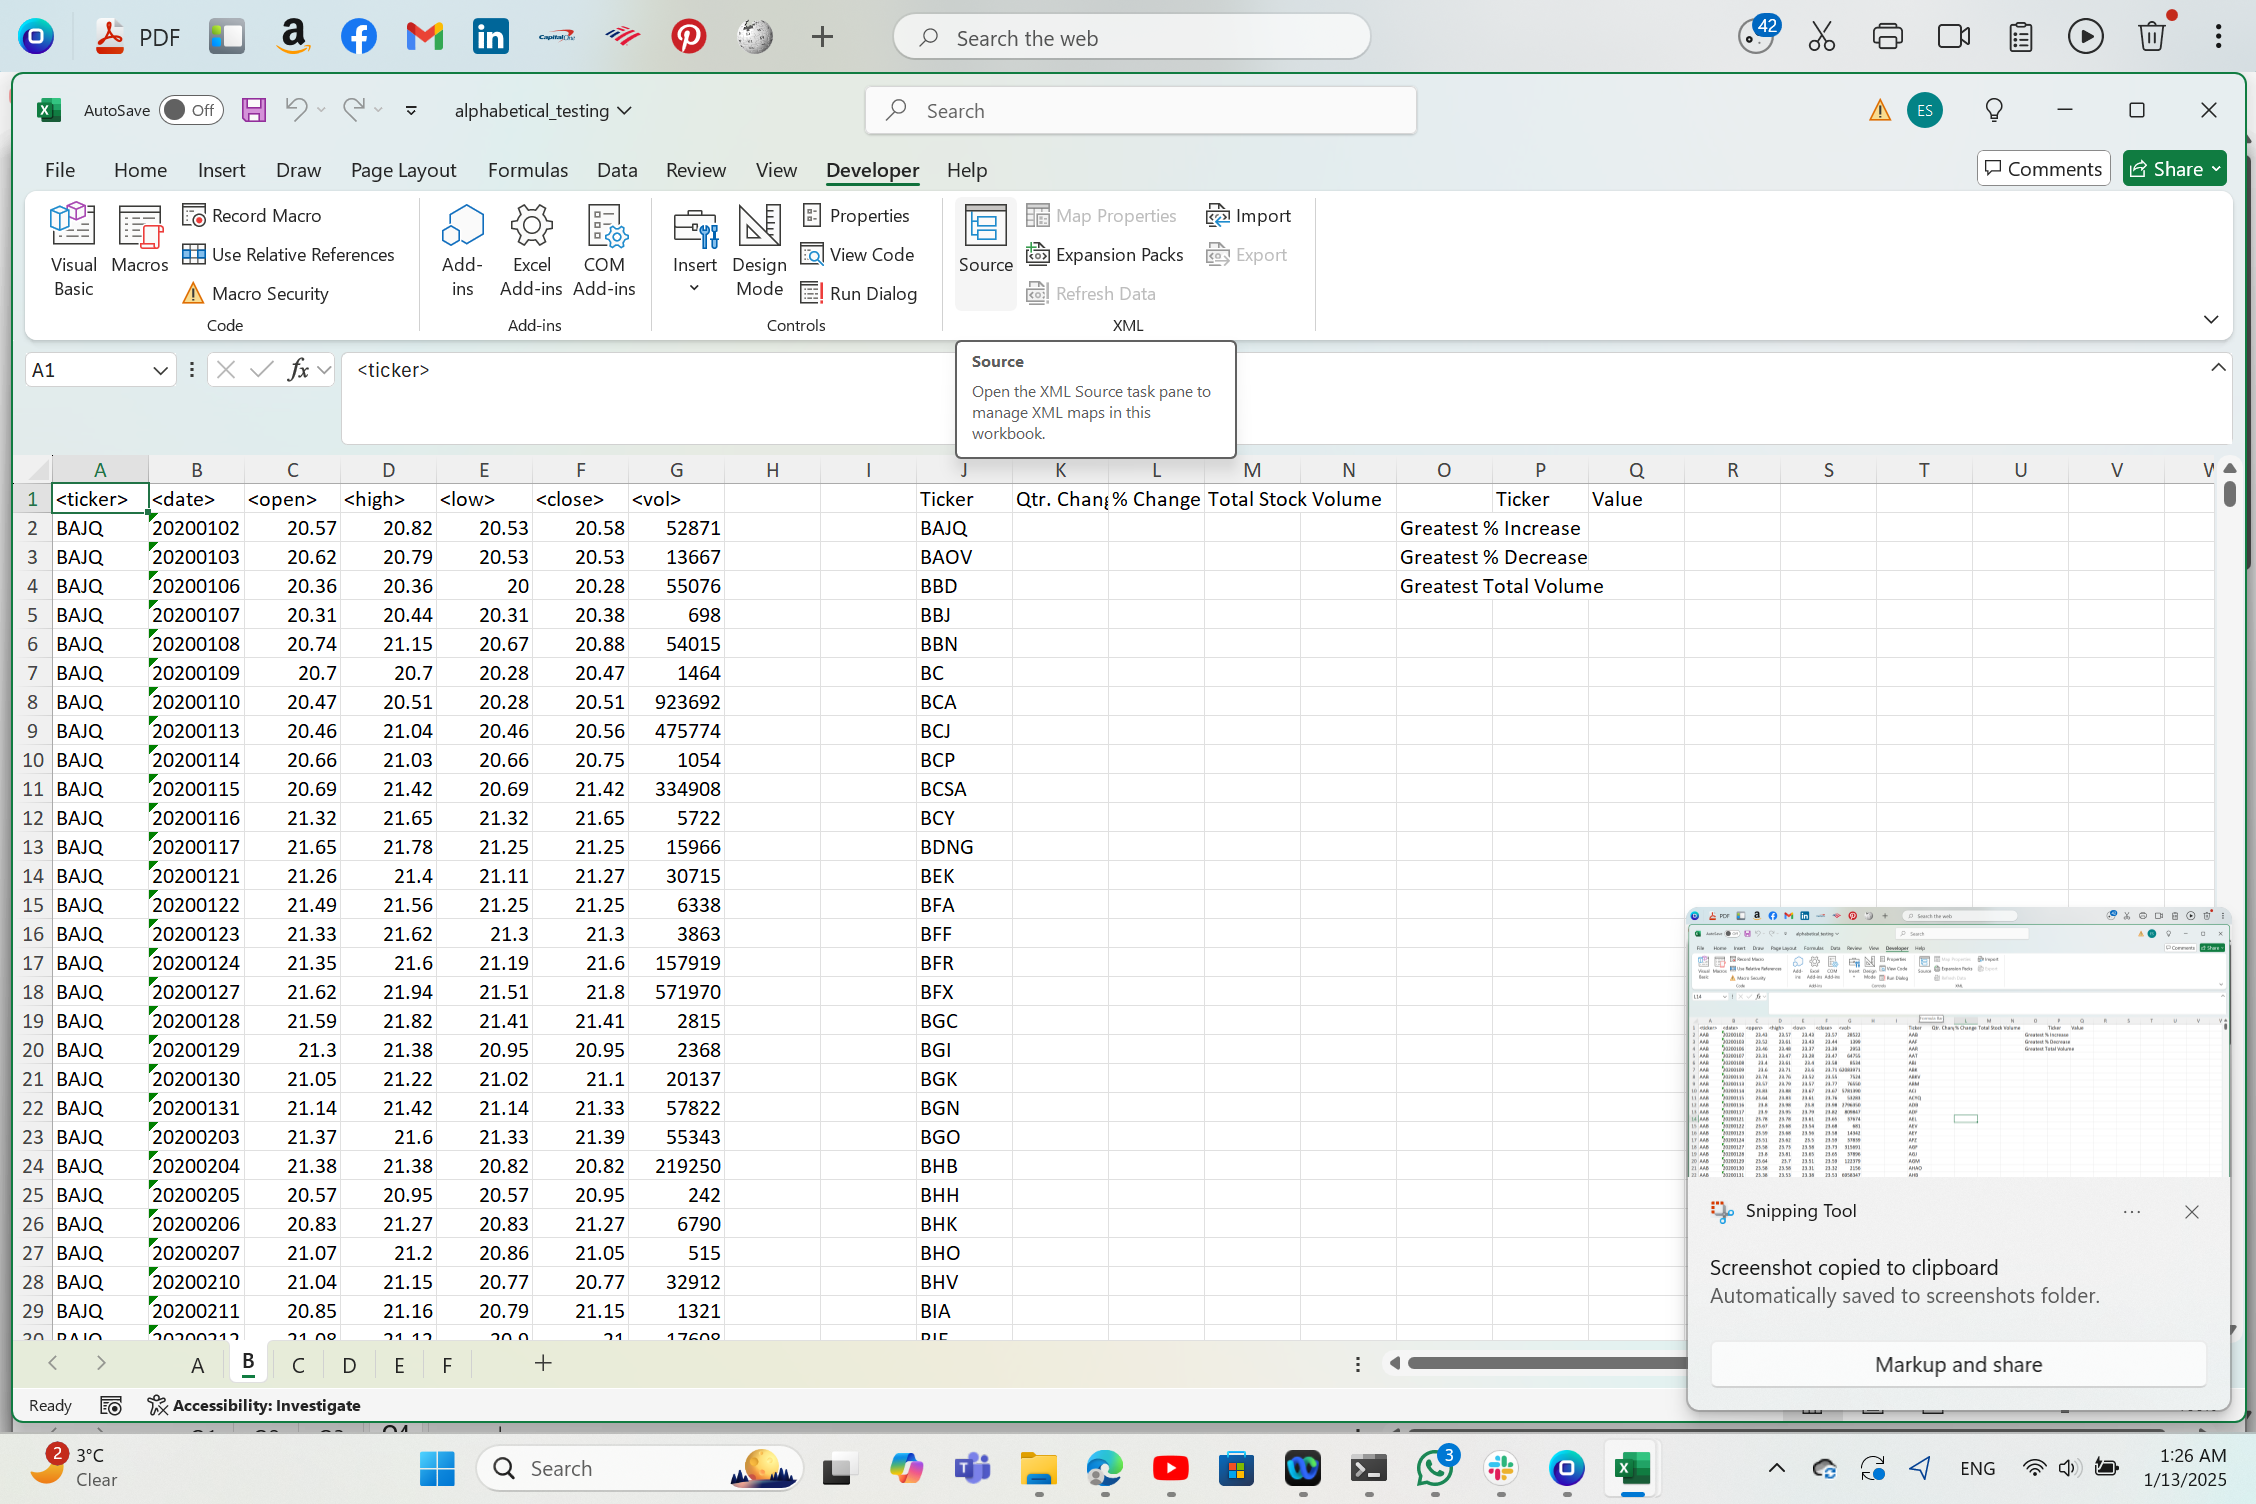 PDF
Search the web
42
AutoSave Off
alphabetical_testing
Search
ES
File Home Insert Draw Page Layout Formulas Data Review View Developer Help
Comments Share
Visual Basic
Macros
Record Macro
Use Relative References
Macro Security
Code
Add-ins
Excel Add-ins
COM Add-ins
Add-ins
Insert
Design Mode
Properties
View Code
Run Dialog
Controls
Source
Map Properties
Expansion Packs
Refresh Data
Import
Export
XML
A1
fx
<ticker>
Source
Open the XML Source task pane to
manage XML maps in this
workbook.
A B C D E F G H I J K L M N O P Q R S T U V
1 <ticker> <date> <open> <high> <low> <close> <vol> Ticker Qtr. Chang % Change Total Stock Volume Ticker Value
2 BAJQ 20200102 20.57 20.82 20.53 20.58 52871 BAJQ Greatest % Increase
3 BAJQ 20200103 20.62 20.79 20.53 20.53 13667 BAOV Greatest % Decrease
4 BAJQ 20200106 20.36 20.36 20 20.28 55076 BBD Greatest Total Volume
5 BAJQ 20200107 20.31 20.44 20.31 20.38 698 BBJ
6 BAJQ 20200108 20.74 21.15 20.67 20.88 54015 BBN
7 BAJQ 20200109 20.7 20.7 20.28 20.47 1464 BC
8 BAJQ 20200110 20.47 20.51 20.28 20.51 923692 BCA
9 BAJQ 20200113 20.46 21.04 20.46 20.56 475774 BCJ
10 BAJQ 20200114 20.66 21.03 20.66 20.75 1054 BCP
11 BAJQ 20200115 20.69 21.42 20.69 21.42 334908 BCSA
12 BAJQ 20200116 21.32 21.65 21.32 21.65 5722 BCY
13 BAJQ 20200117 21.65 21.78 21.25 21.25 15966 BDNG
14 BAJQ 20200121 21.26 21.4 21.11 21.27 30715 BEK
15 BAJQ 20200122 21.49 21.56 21.25 21.25 6338 BFA
16 BAJQ 20200123 21.33 21.62 21.3 21.3 3863 BFF
17 BAJQ 20200124 21.35 21.6 21.19 21.6 157919 BFR
18 BAJQ 20200127 21.62 21.94 21.51 21.8 571970 BFX
19 BAJQ 20200128 21.59 21.82 21.41 21.41 2815 BGC
20 BAJQ 20200129 21.3 21.38 20.95 20.95 2368 BGI
21 BAJQ 20200130 21.05 21.22 21.02 21.1 20137 BGK
22 BAJQ 20200131 21.14 21.42 21.14 21.33 57822 BGN
23 BAJQ 20200203 21.37 21.6 21.33 21.39 55343 BGO
24 BAJQ 20200204 21.38 21.38 20.82 20.82 219250 BHB
25 BAJQ 20200205 20.57 20.95 20.57 20.95 242 BHH
26 BAJQ 20200206 20.83 21.27 20.83 21.27 6790 BHK
27 BAJQ 20200207 21.07 21.2 20.86 21.05 515 BHO
28 BAJQ 20200210 21.04 21.15 20.77 20.77 32912 BHV
29 BAJQ 20200211 20.85 21.16 20.79 21.15 1321 BIA
Snipping Tool
Screenshot copied to clipboard
Automatically saved to screenshots folder.
Markup and share
A B C D E F
Ready
Accessibility: Investigate
2
3°C
Clear
Search
3
ENG
1:26 AM
1/13/2025